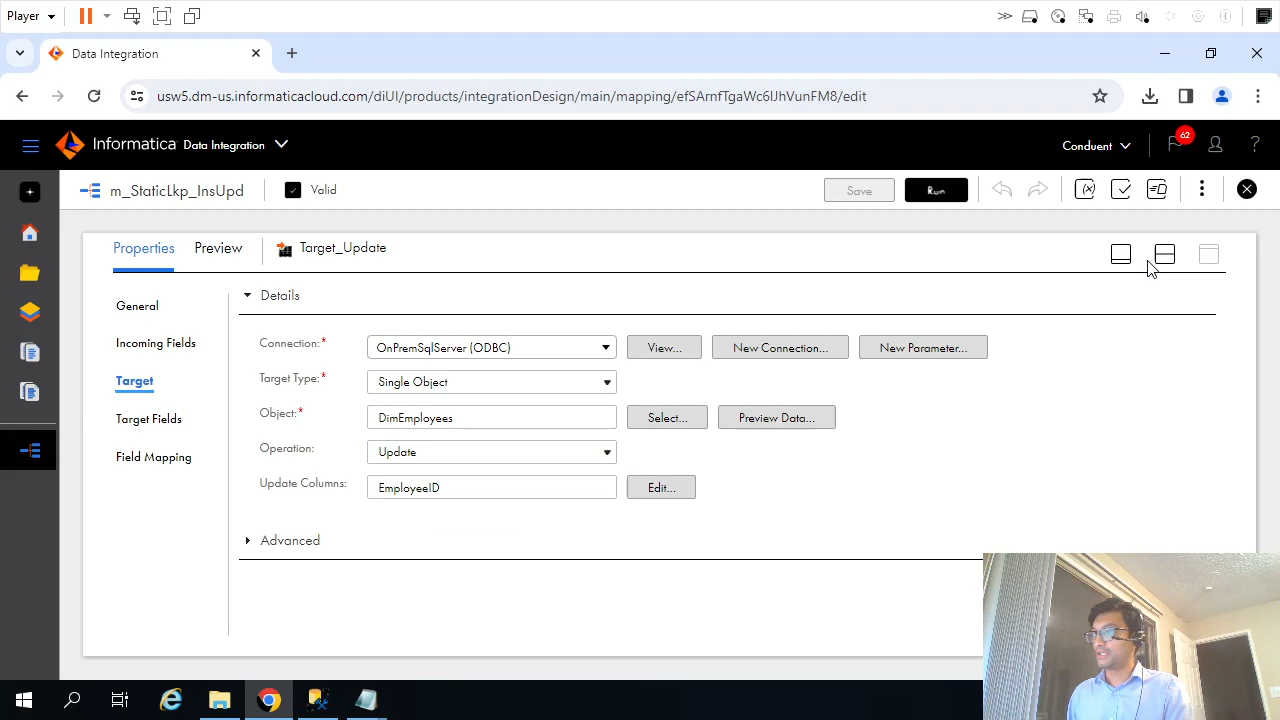 Player
Data Integration
usw5.dm-us.informaticacloud.com/diUI/products/integrationDesign/main/mapping/efSArnfTgaWc6lJhVunFM8/edit
Informatica Data Integration
Conduent
62
?
m_StaticLkp_InsUpd
Valid
Save
Run
Properties
Preview
Target_Update
General
Incoming Fields
Target
Target Fields
Field Mapping
Details
Connection:*
OnPremSqlServer (ODBC)
View...
New Connection...
New Parameter...
Target Type:*
Single Object
Object:*
DimEmployees
Select...
Preview Data...
Operation:
Update
Update Columns:
EmployeeID
Edit...
Advanced